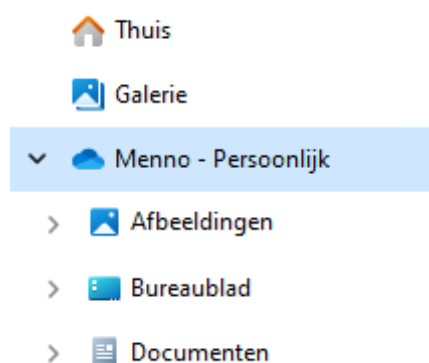 Thuis
Galerie
Menno - Persoonlijk
Afbeeldingen
Bureaublad
Documenten